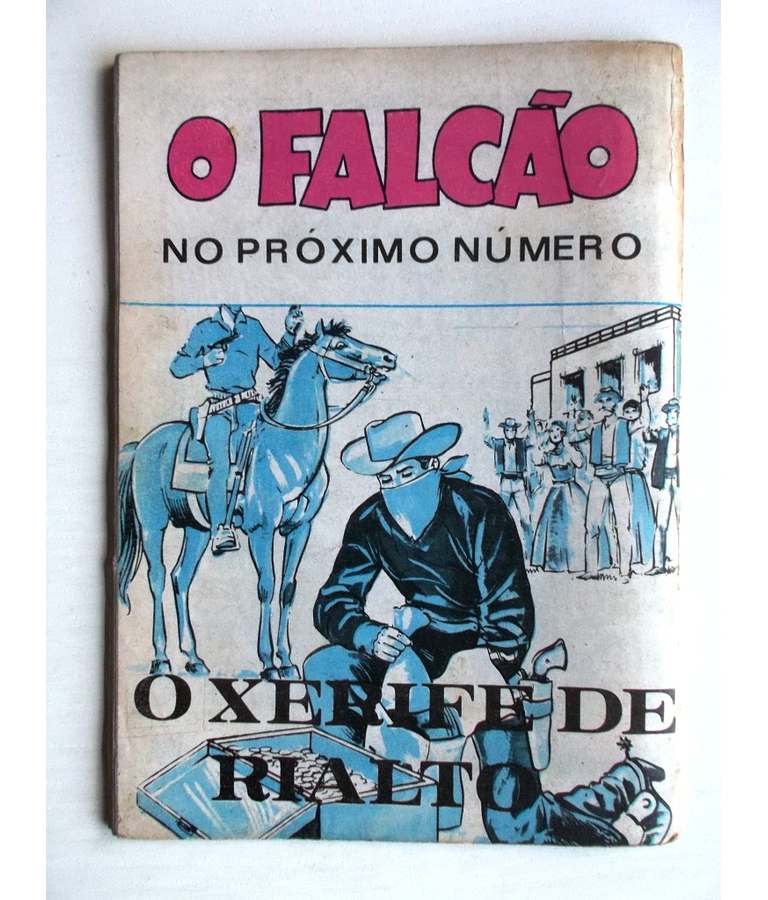 O FALCÃO
NO PRÓXIMO NÚMERO
O XERIFE DE
RIALTO